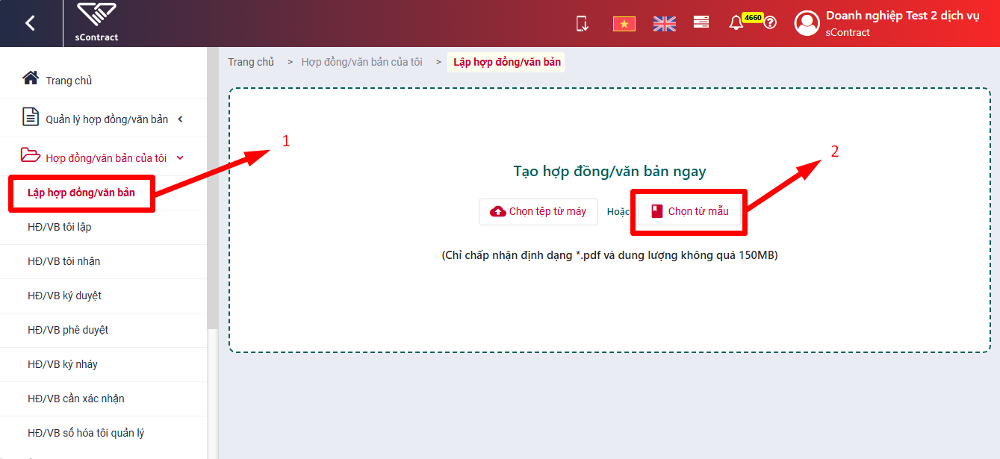 sContract
4660
Doanh nghiệp Test 2 dịch vụ
sContract
Trang chủ
Quản lý hợp đồng/văn bản
Hợp đồng/văn bản của tôi
Lập hợp đồng/văn bản
HĐ/VB tôi lập
HĐ/VB tôi nhận
HĐ/VB ký duyệt
HĐ/VB phê duyệt
HĐ/VB ký nháy
HĐ/VB cần xác nhận
HĐ/VB số hóa tôi quản lý
Trang chủ > Hợp đồng/văn bản của tôi > Lập hợp đồng/văn bản
1
2
Tạo hợp đồng/văn bản ngay
Chọn tệp từ máy Hoặc Chọn từ mẫu
(Chỉ chấp nhận định dạng *.pdf và dung lượng không quá 150MB)